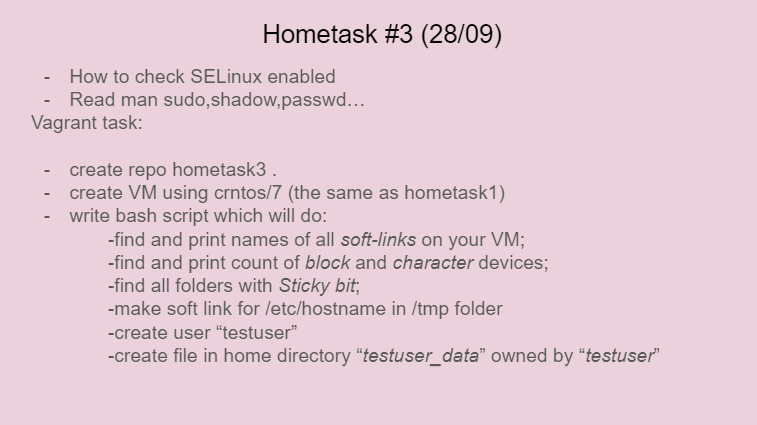 Hometask #3 (28/09)
- How to check SELinux enabled
- Read man sudo,shadow,passwd…
Vagrant task:
- create repo hometask3 .
- create VM using crntos/7 (the same as hometask1)
- write bash script which will do:
-find and print names of all soft-links on your VM;
-find and print count of block and character devices;
-find all folders with Sticky bit;
-make soft link for /etc/hostname in /tmp folder
-create user “testuser”
-create file in home directory “testuser_data” owned by “testuser”